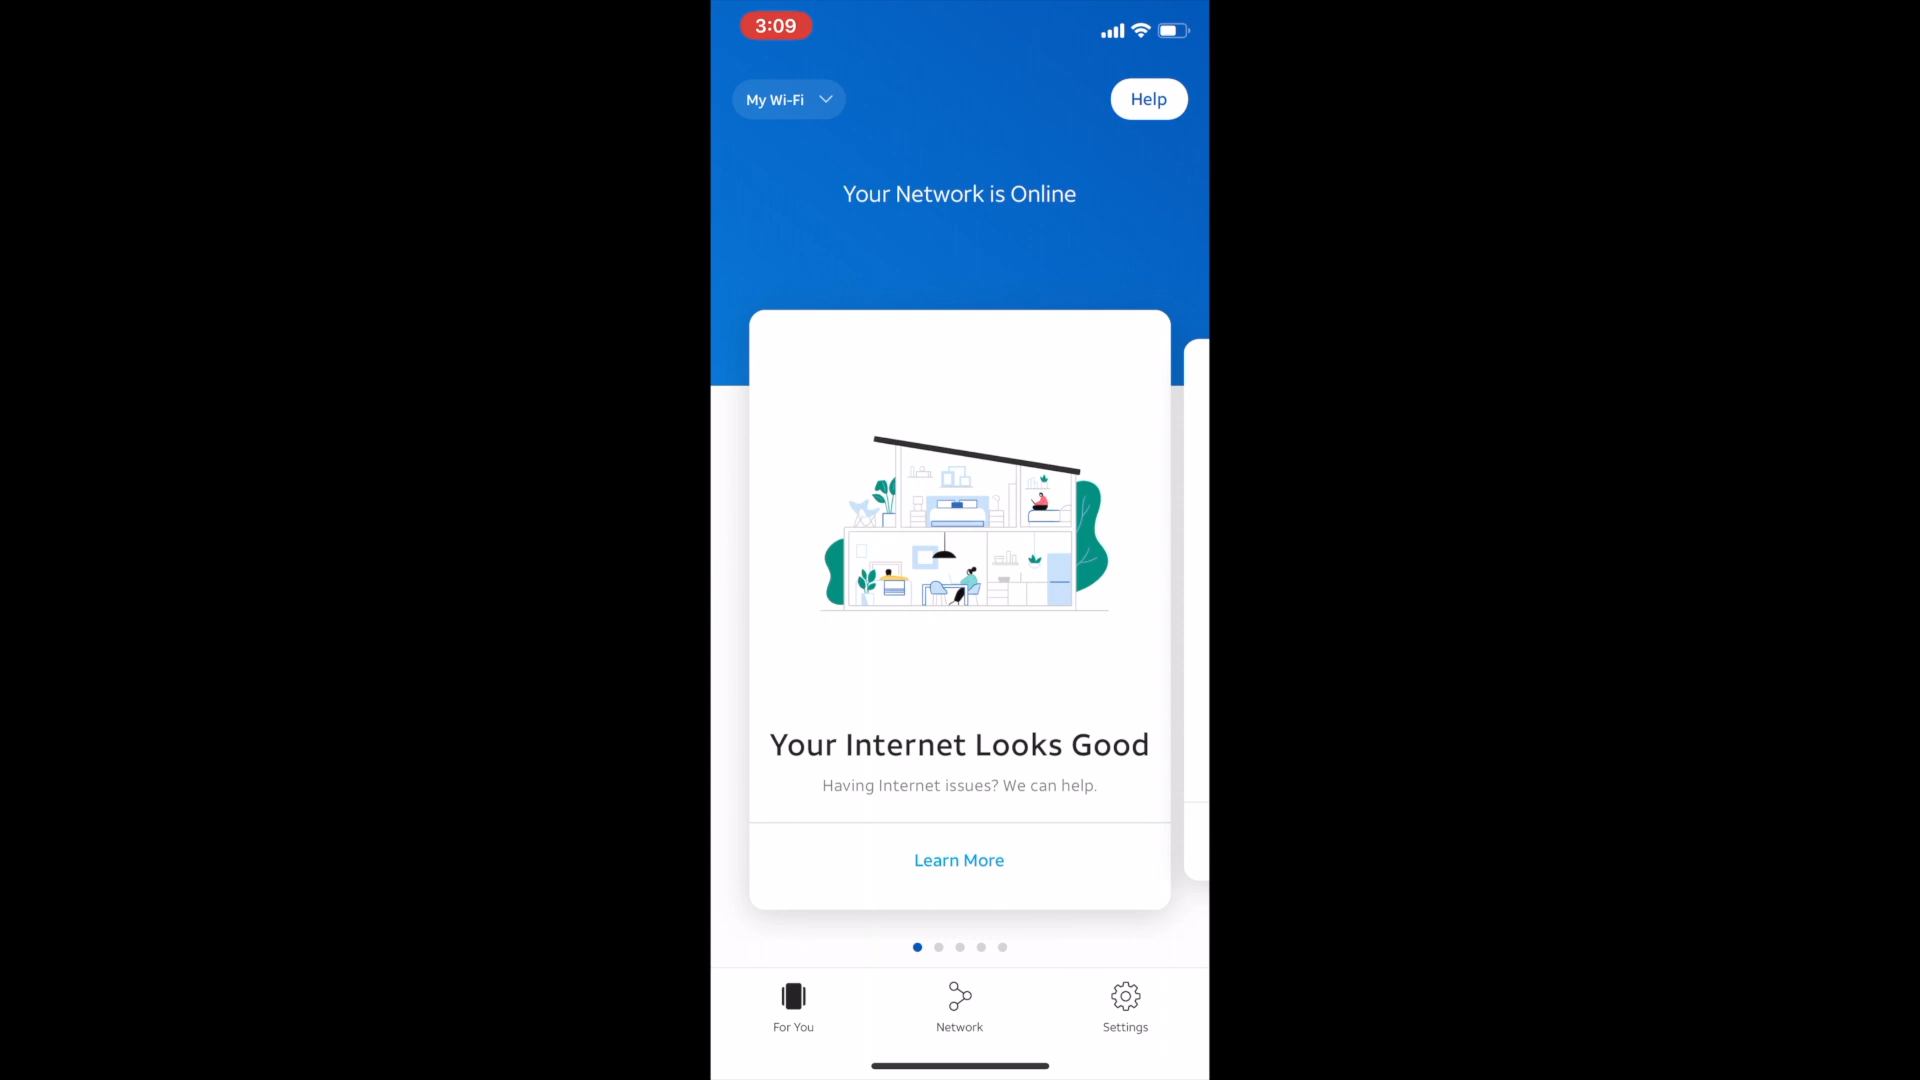 3:09
My Wi-Fi
Help
Your Network is Online
Your Internet Looks Good
Having Internet issues? We can help.
Learn More
For You
Network
Settings